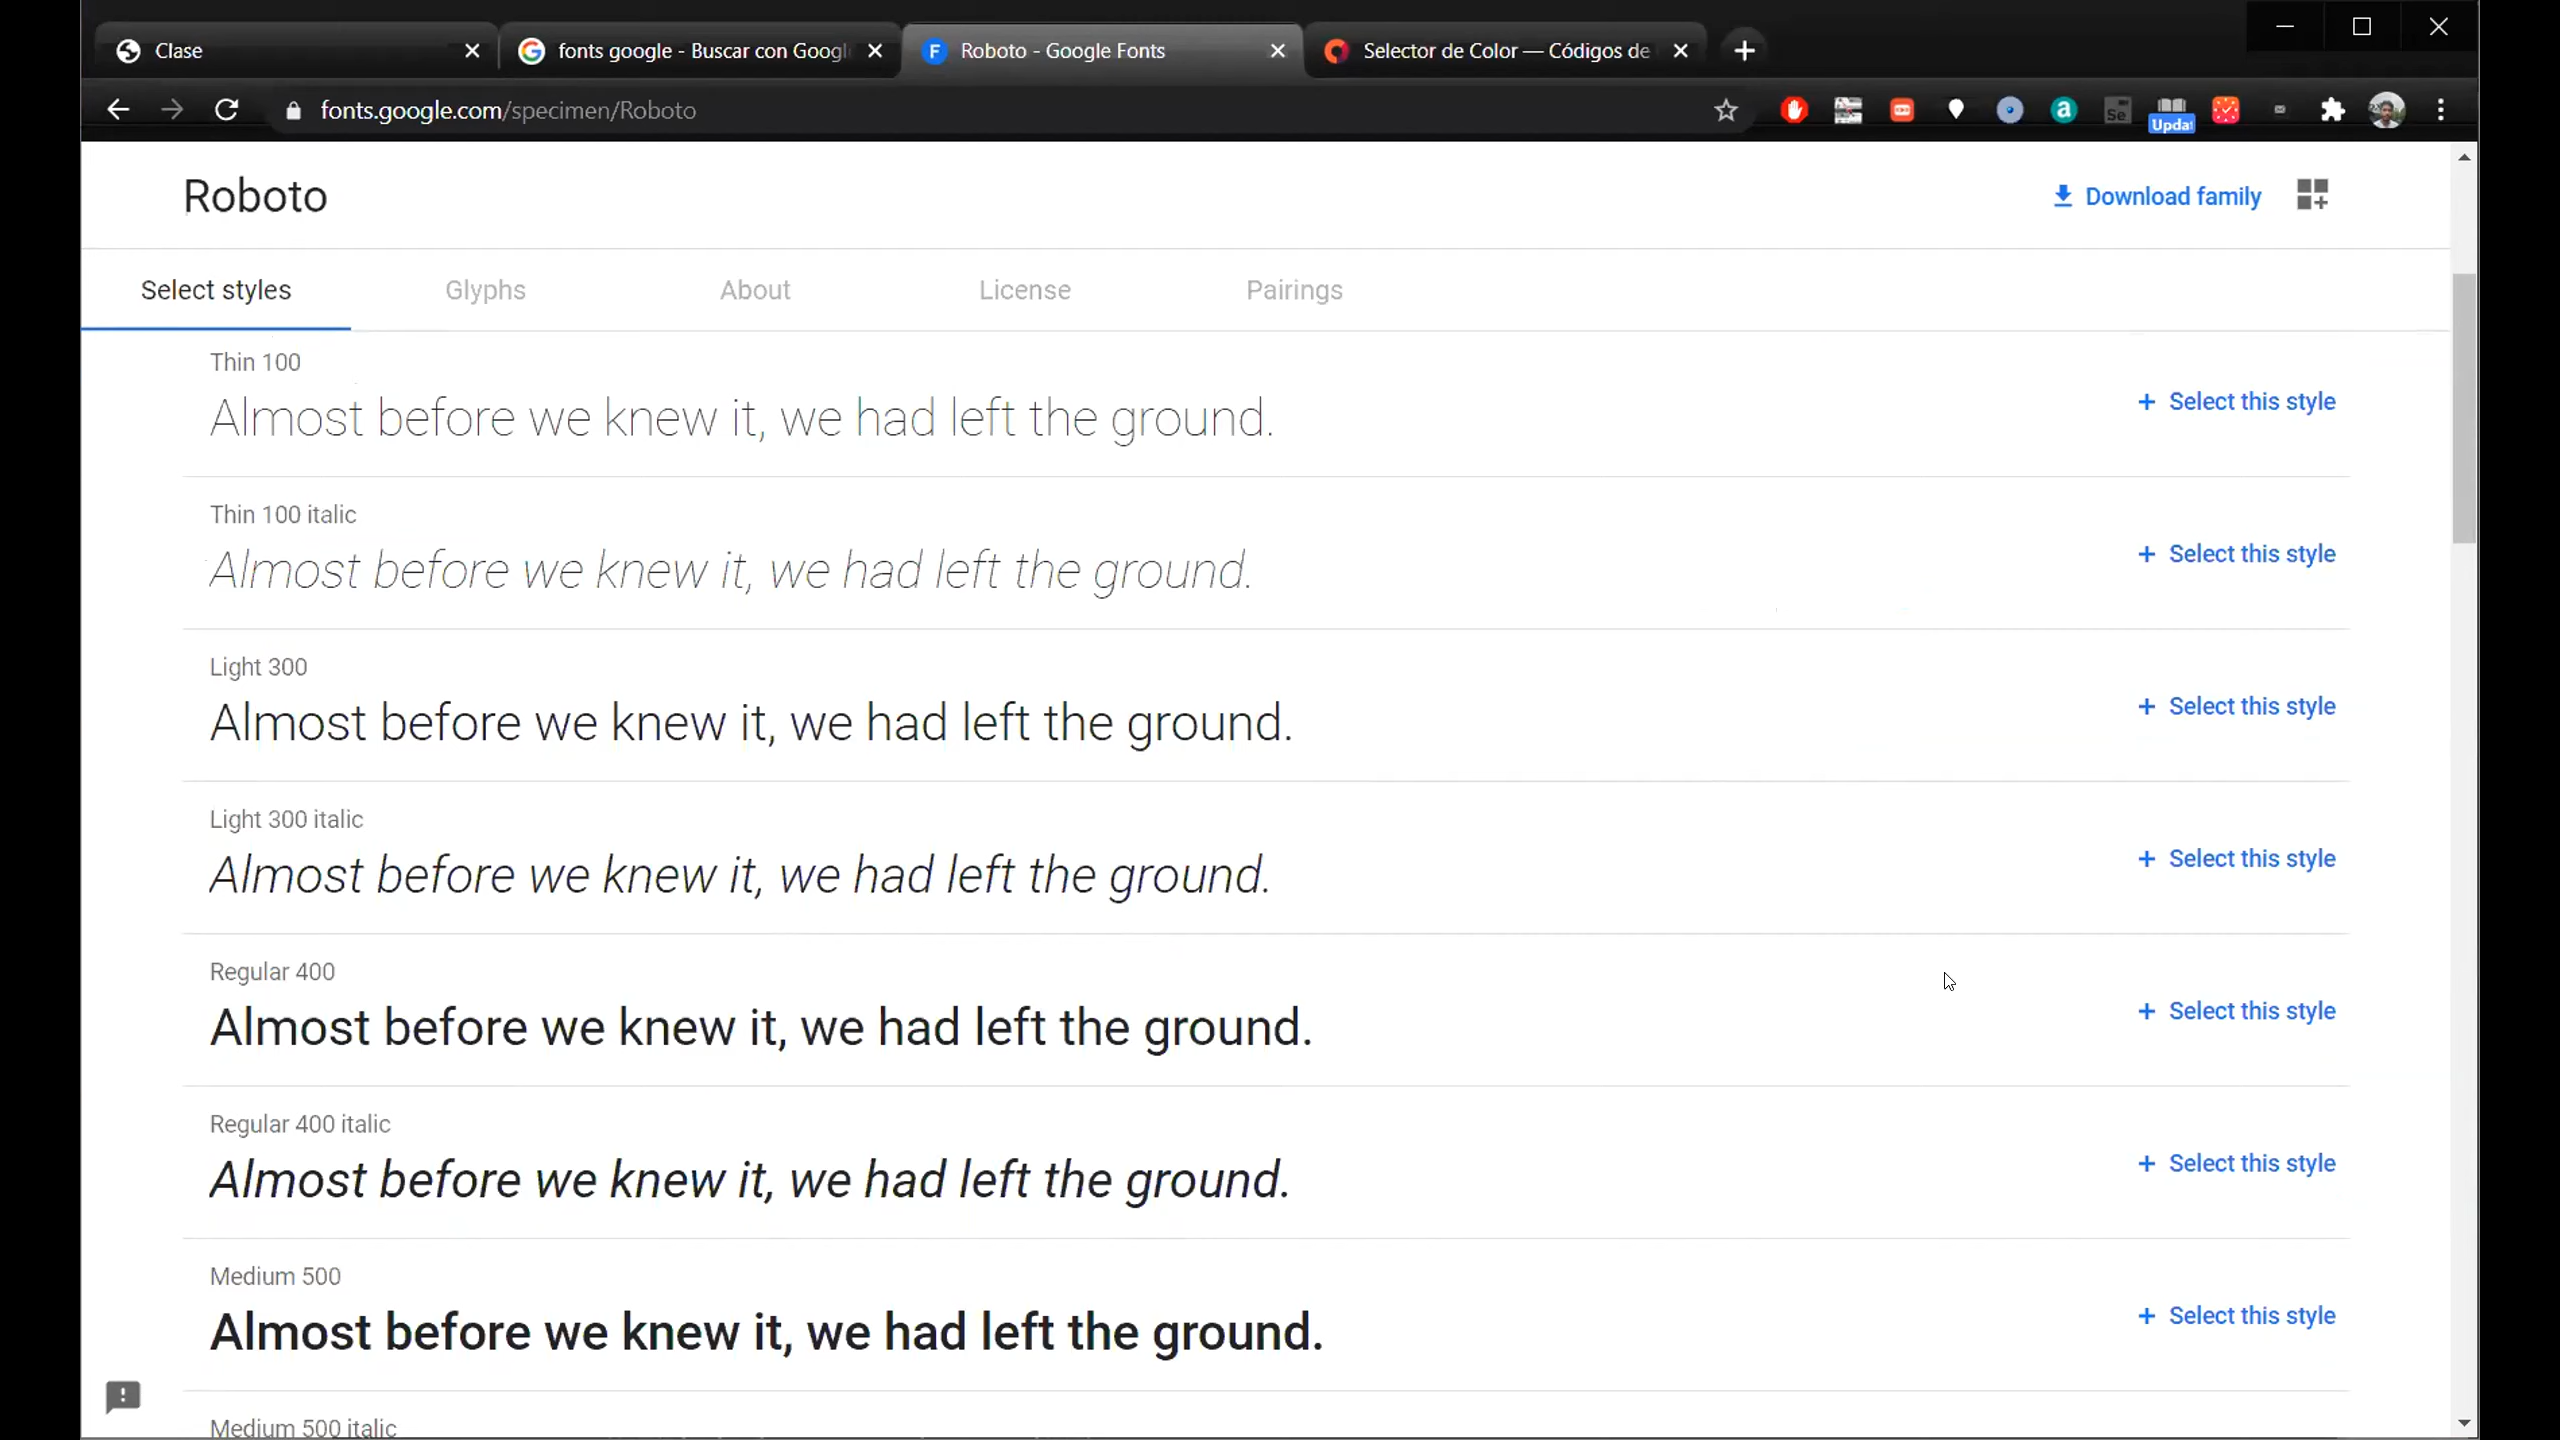 Clase
fonts google - Buscar con Googl
Roboto - Google Fonts
Selector de Color — Códigos de
fonts.google.com/specimen/Roboto
Se
a
Updat
Roboto
Download family
Select styles
Glyphs
About
License
Pairings
Thin 100
Almost before we knew it, we had left the ground.
+ Select this style
Thin 100 italic
Almost before we knew it, we had left the ground.
+ Select this style
Light 300
Almost before we knew it, we had left the ground.
+ Select this style
Light 300 italic
Almost before we knew it, we had left the ground.
+ Select this style
Regular 400
Almost before we knew it, we had left the ground.
+ Select this style
Regular 400 italic
Almost before we knew it, we had left the ground.
+ Select this style
Medium 500
Almost before we knew it, we had left the ground.
+ Select this style
Medium 500 italic